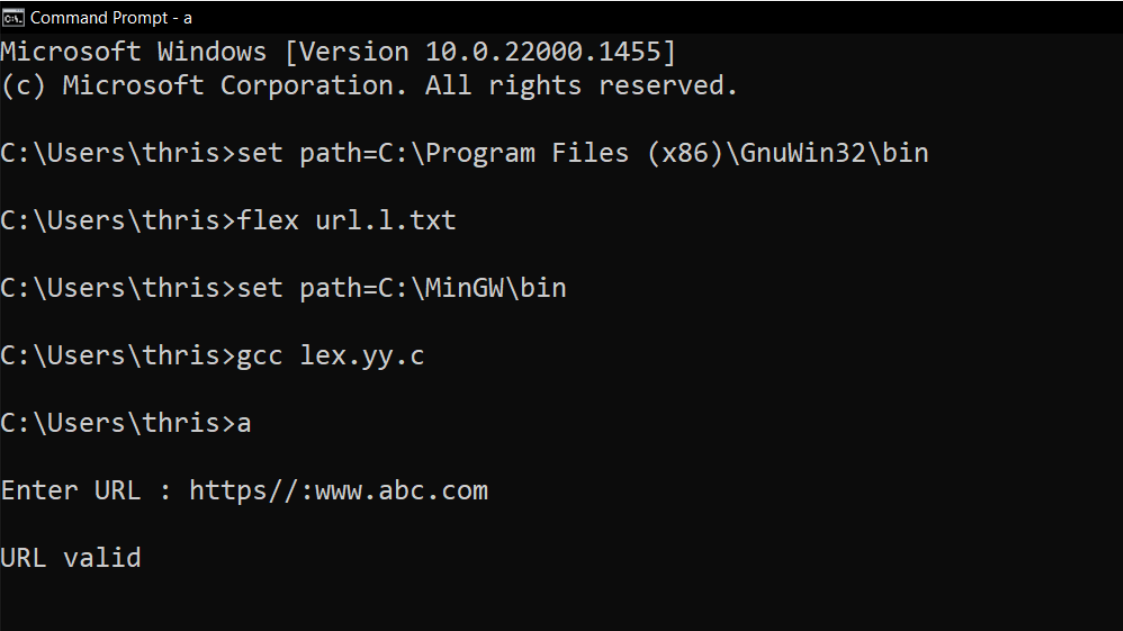 Command Prompt - a
Microsoft Windows [Version 10.0.22000.1455]
(c) Microsoft Corporation. All rights reserved.
C:\Users\thris>set path=C:\Program Files (x86)\GnuWin32\bin
C:\Users\thris>flex url.l.txt
C:\Users\thris>set path=C:\MinGW\bin
C:\Users\thris>gcc lex.yy.c
C:\Users\thris>a
Enter URL : https//:www.abc.com
URL valid